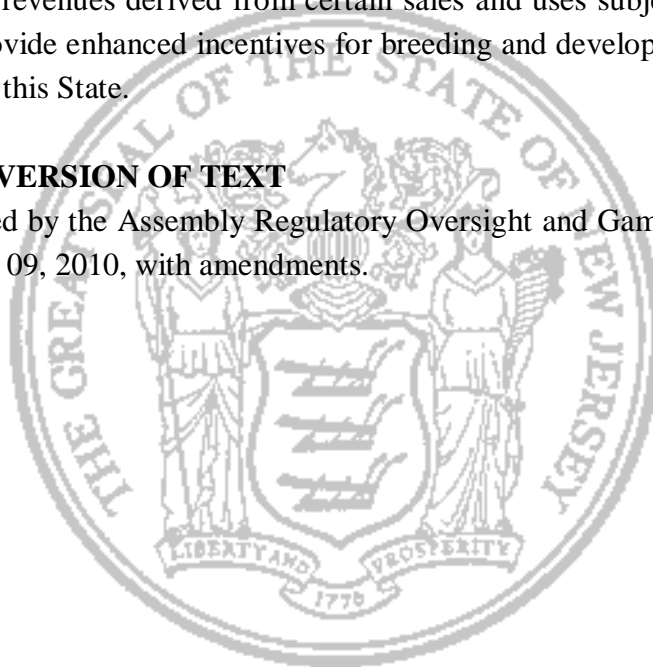 revenues derived from certain sales and uses subj
ovide enhanced incentives for breeding and develop
this State.
VERSION OF TEXT
ed by the Assembly Regulatory Oversight and Gam
09, 2010, with amendments.
THE GREAT SEAL OF THE STATE OF NEW JERSEY
LIBERTY AND PROSPERITY
1776